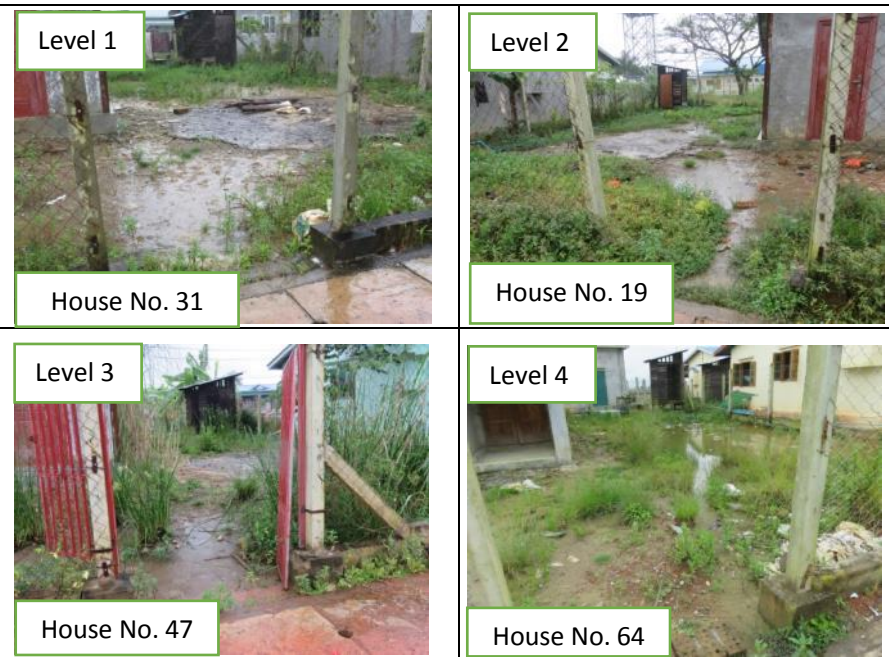 Level 1
Level 2
House No. 31
House No. 19
Level 3
Level 4
House No. 47
House No. 64